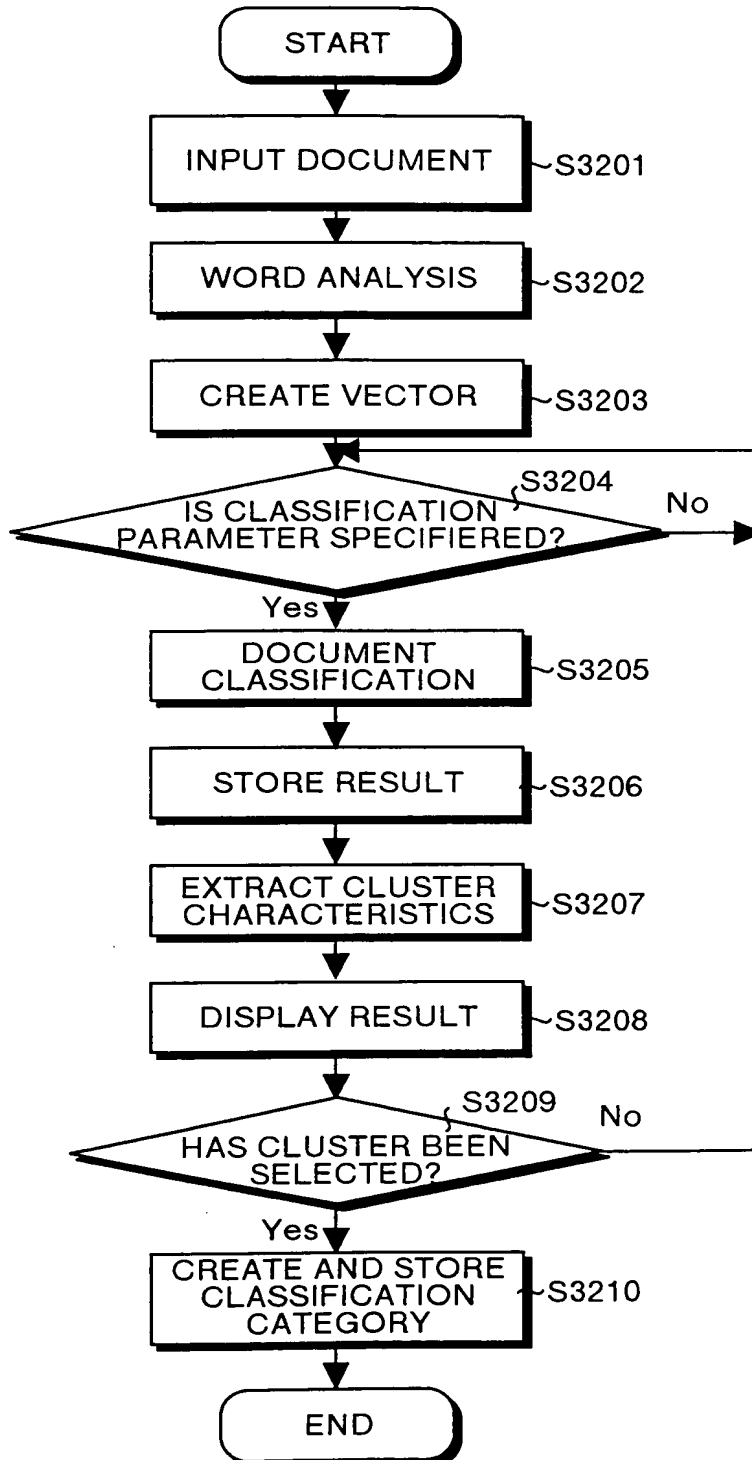 START
INPUT DOCUMENT
S3201
WORD ANALYSIS
S3202
CREATE VECTOR
S3203
S3204
IS CLASSIFICATION
PARAMETER SPECIFIERED?
No
Yes
DOCUMENT
CLASSIFICATION
S3205
STORE RESULT
S3206
EXTRACT CLUSTER
CHARACTERISTICS
S3207
DISPLAY RESULT
S3208
S3209
HAS CLUSTER BEEN
SELECTED?
No
Yes
CREATE AND STORE
CLASSIFICATION
CATEGORY
S3210
END